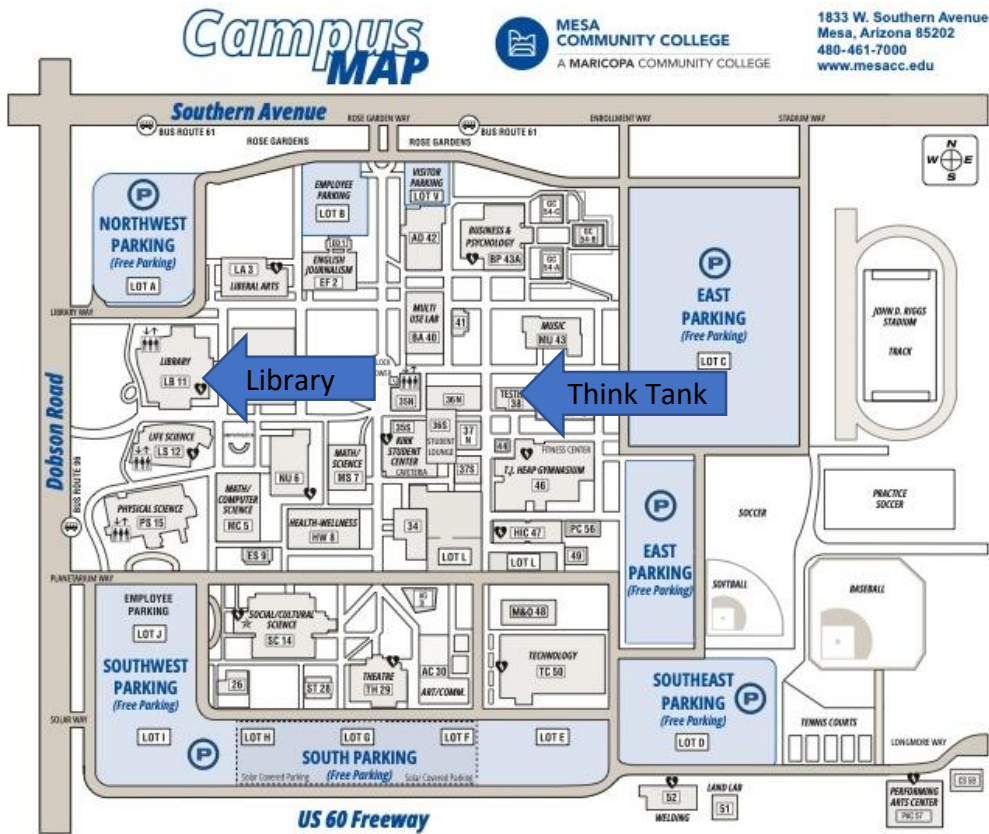 Campus
MAP
MESA
COMMUNITY COLLEGE
A MARICOPA COMMUNITY COLLEGE
1833 W. Southern Avenue
Mesa, Arizona 85202
480-461-7000
www.mesacc.edu
Southern Avenue
ROSE GARDEN WAY
ENROLLMENT WAY
STADIUM WAY
BUS ROUTE 61
BUS ROUTE 61
ROSE GARDENS
ROSE GARDENS
N
W E
S
P
NORTHWEST
PARKING
(Free Parking)
LOT A
EMPLOYEE
PARKING
LOT B
VISITOR
PARKING
LOT V
AD 42
BUSINESS &
PSYCHOLOGY
BP 43A
GC
54-C
GC
54-A
ENGLISH
JOURNALISM
EF 2
LA 3
LIBERAL ARTS
P
EAST
PARKING
(Free Parking)
LOT C
JOHN D. RIGGS
STADIUM
TRACK
LIBRARY WAY
MULTI
USE LAB
BA 40
41
MUSIC
MU 43
LIBRARY
LB 11
Library
35N
36N
38
Think Tank
Dobson Road
BUS ROUTE 96
LIFE SCIENCE
LS 12
NU 6
MATH/
SCIENCE
MS 7
35S
KIRK
STUDENT
CENTER
CAFETERIA
36S
STUDENT
LOUNGE
37
N
37S
44
FITNESS CENTER
T.J. HEAP GYMNASIUM
46
PHYSICAL SCIENCE
PS 15
MATH/
COMPUTER
SCIENCE
MC 5
HEALTH-WELLNESS
HW 8
ES 9
34
LOT L
HIC 47
PC 56
LOT L
49
P
EAST
PARKING
(Free Parking)
SOCCER
PRACTICE
SOCCER
SOFTBALL
BASEBALL
PLANETARIUM WAY
EMPLOYEE
PARKING
LOT J
SOUTHWEST
PARKING
(Free Parking)
LOT I
P
SOCIAL/CULTURAL
SCIENCE
SC 14
M&O 48
TECHNOLOGY
TC 50
26
ST 28
THEATRE
TH 29
AC 30
ART/COMM.
SOUTHEAST
PARKING
(Free Parking)
P
LOT D
TENNIS COURTS
SOLAR WAY
LONGMORE WAY
LOT H
LOT G
LOT F
LOT E
SOUTH PARKING
(Free Parking)
Solar Covered Parking
Solar Covered Parking
US 60 Freeway
52
WELDING
LAND LAB
51
PERFORMING
ARTS CENTER
PAC 57
CS 58